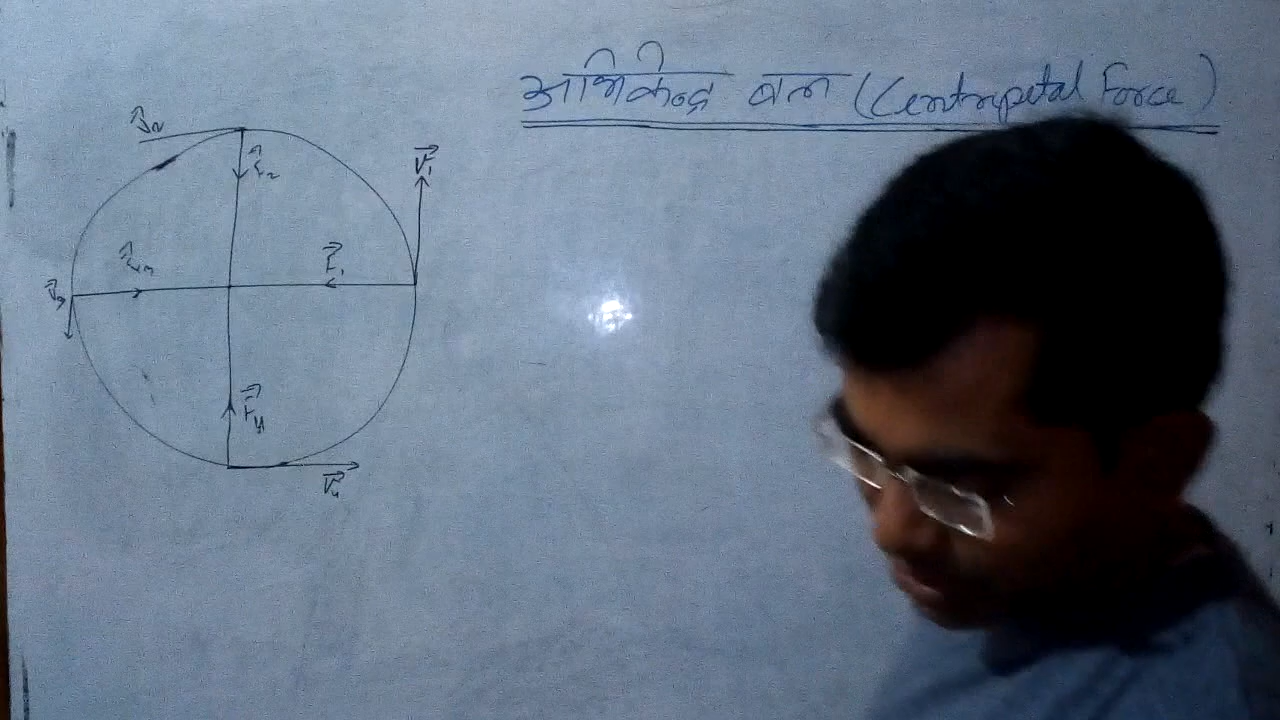 अभिकेन्द्र बल (Centripetal Force)
V₂
F₂
V₁
F₃
F₁
V₃
F₄
V₄